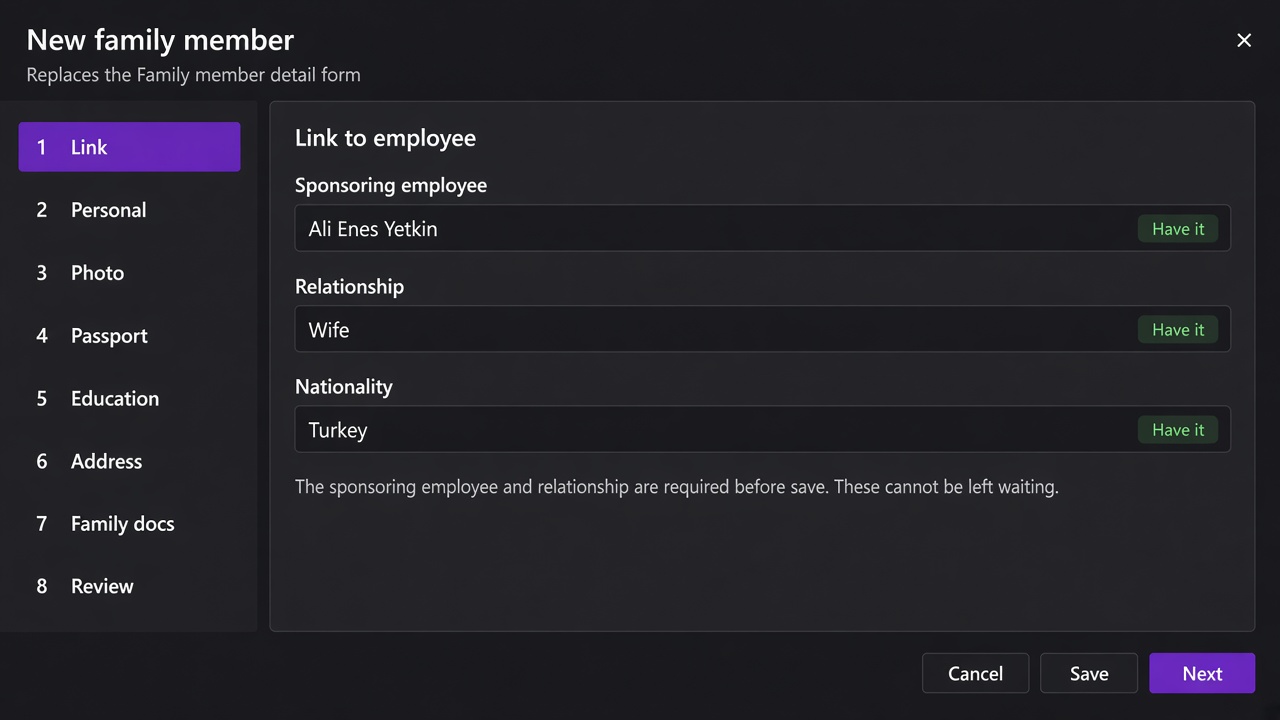 New family member
Replaces the Family member detail form
1 Link
2 Personal
3 Photo
4 Passport
5 Education
6 Address
7 Family docs
8 Review
Link to employee
Sponsoring employee
Ali Enes Yetkin Have it
Relationship
Wife Have it
Nationality
Turkey Have it
The sponsoring employee and relationship are required before save. These cannot be left waiting.
Cancel Save Next